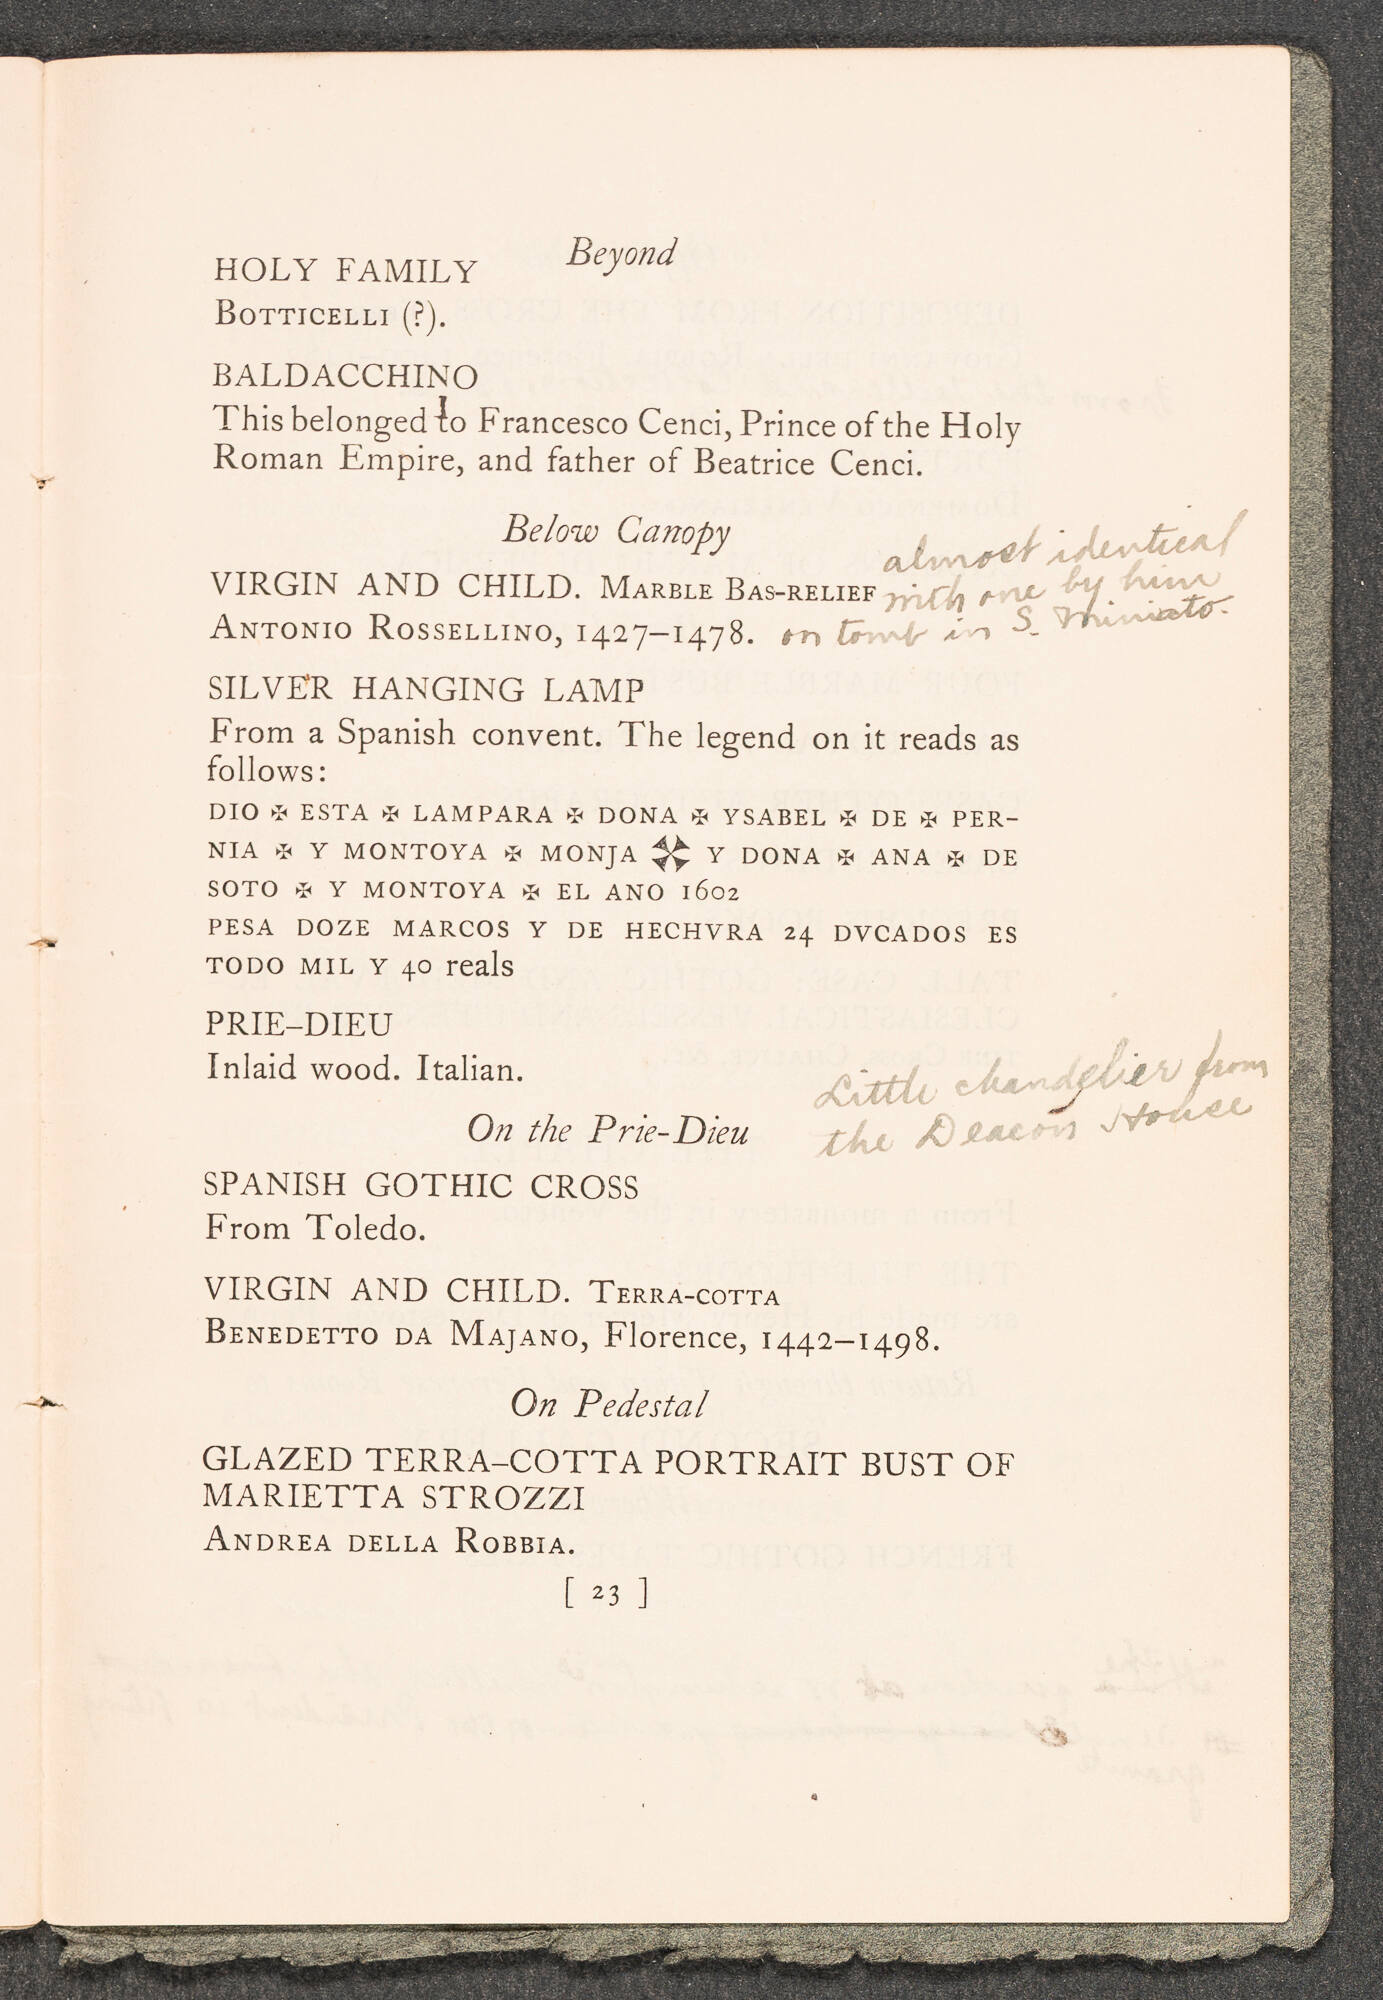 Beyond
HOLY FAMILY
BOTTICELLI (?).
BALDACCHINO
This belonged to Francesco Cenci, Prince of the Holy
Roman Empire, and father of Beatrice Cenci.
Below Canopy
VIRGIN AND CHILD. MARBLE BAS-RELIEF
ANTONIO ROSSELLINO, 1427–1478.
almost identical
with one by him
on tomb in S. Miniato.
SILVER HANGING LAMP
From a Spanish convent. The legend on it reads as
follows:
DIO ✠ ESTA ✠ LAMPARA ✠ DONA ✠ YSABEL ✠ DE ✠ PER-
NIA ✠ Y MONTOYA ✠ MONJA ✠ Y DONA ✠ ANA ✠ DE
SOTO ✠ Y MONTOYA ✠ EL ANO 1602
PESA DOZE MARCOS Y DE HECHVRA 24 DVCADOS ES
TODO MIL Y 40 reals
PRIE–DIEU
Inlaid wood. Italian.
Little chandelier from
the Deacon House
On the Prie-Dieu
SPANISH GOTHIC CROSS
From Toledo.
VIRGIN AND CHILD. TERRA-COTTA
BENEDETTO DA MAJANO, Florence, 1442–1498.
On Pedestal
GLAZED TERRA–COTTA PORTRAIT BUST OF
MARIETTA STROZZI
ANDREA DELLA ROBBIA.
[ 23 ]